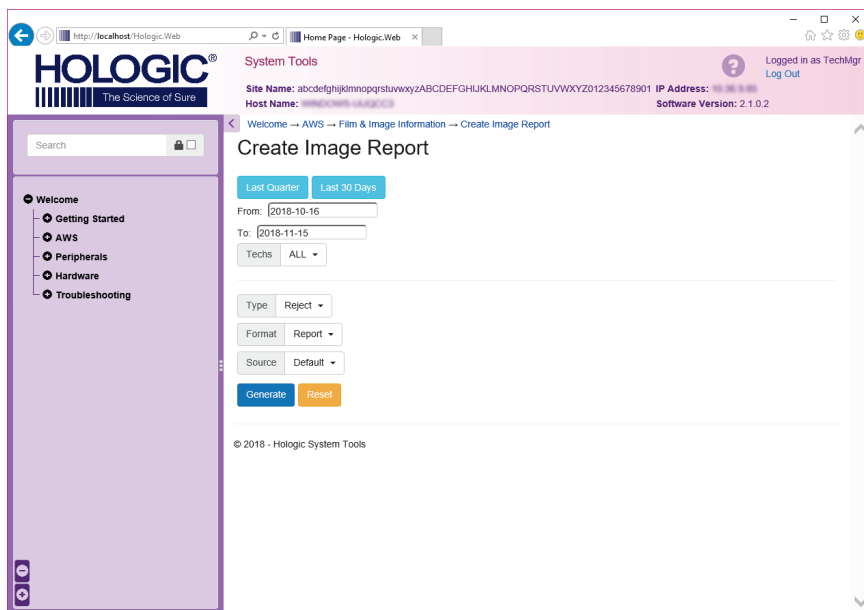 http://localhost/Hologic.Web
Home Page - Hologic.Web
HOLOGIC®
The Science of Sure
System Tools
Logged in as TechMgr
Log Out
Site Name: abcdefghijklmnopqrstuvwxyzABCDEFGHIJKLMNOPQRSTUVWXYZ012345678901 IP Address:
Host Name:
Software Version: 2.1.0.2
Search
Welcome
Getting Started
AWS
Peripherals
Hardware
Troubleshooting
Welcome → AWS → Film & Image Information → Create Image Report
Create Image Report
Last Quarter
Last 30 Days
From: 2018-10-16
To: 2018-11-15
Techs ALL
Type Reject
Format Report
Source Default
Generate
Reset
© 2018 - Hologic System Tools